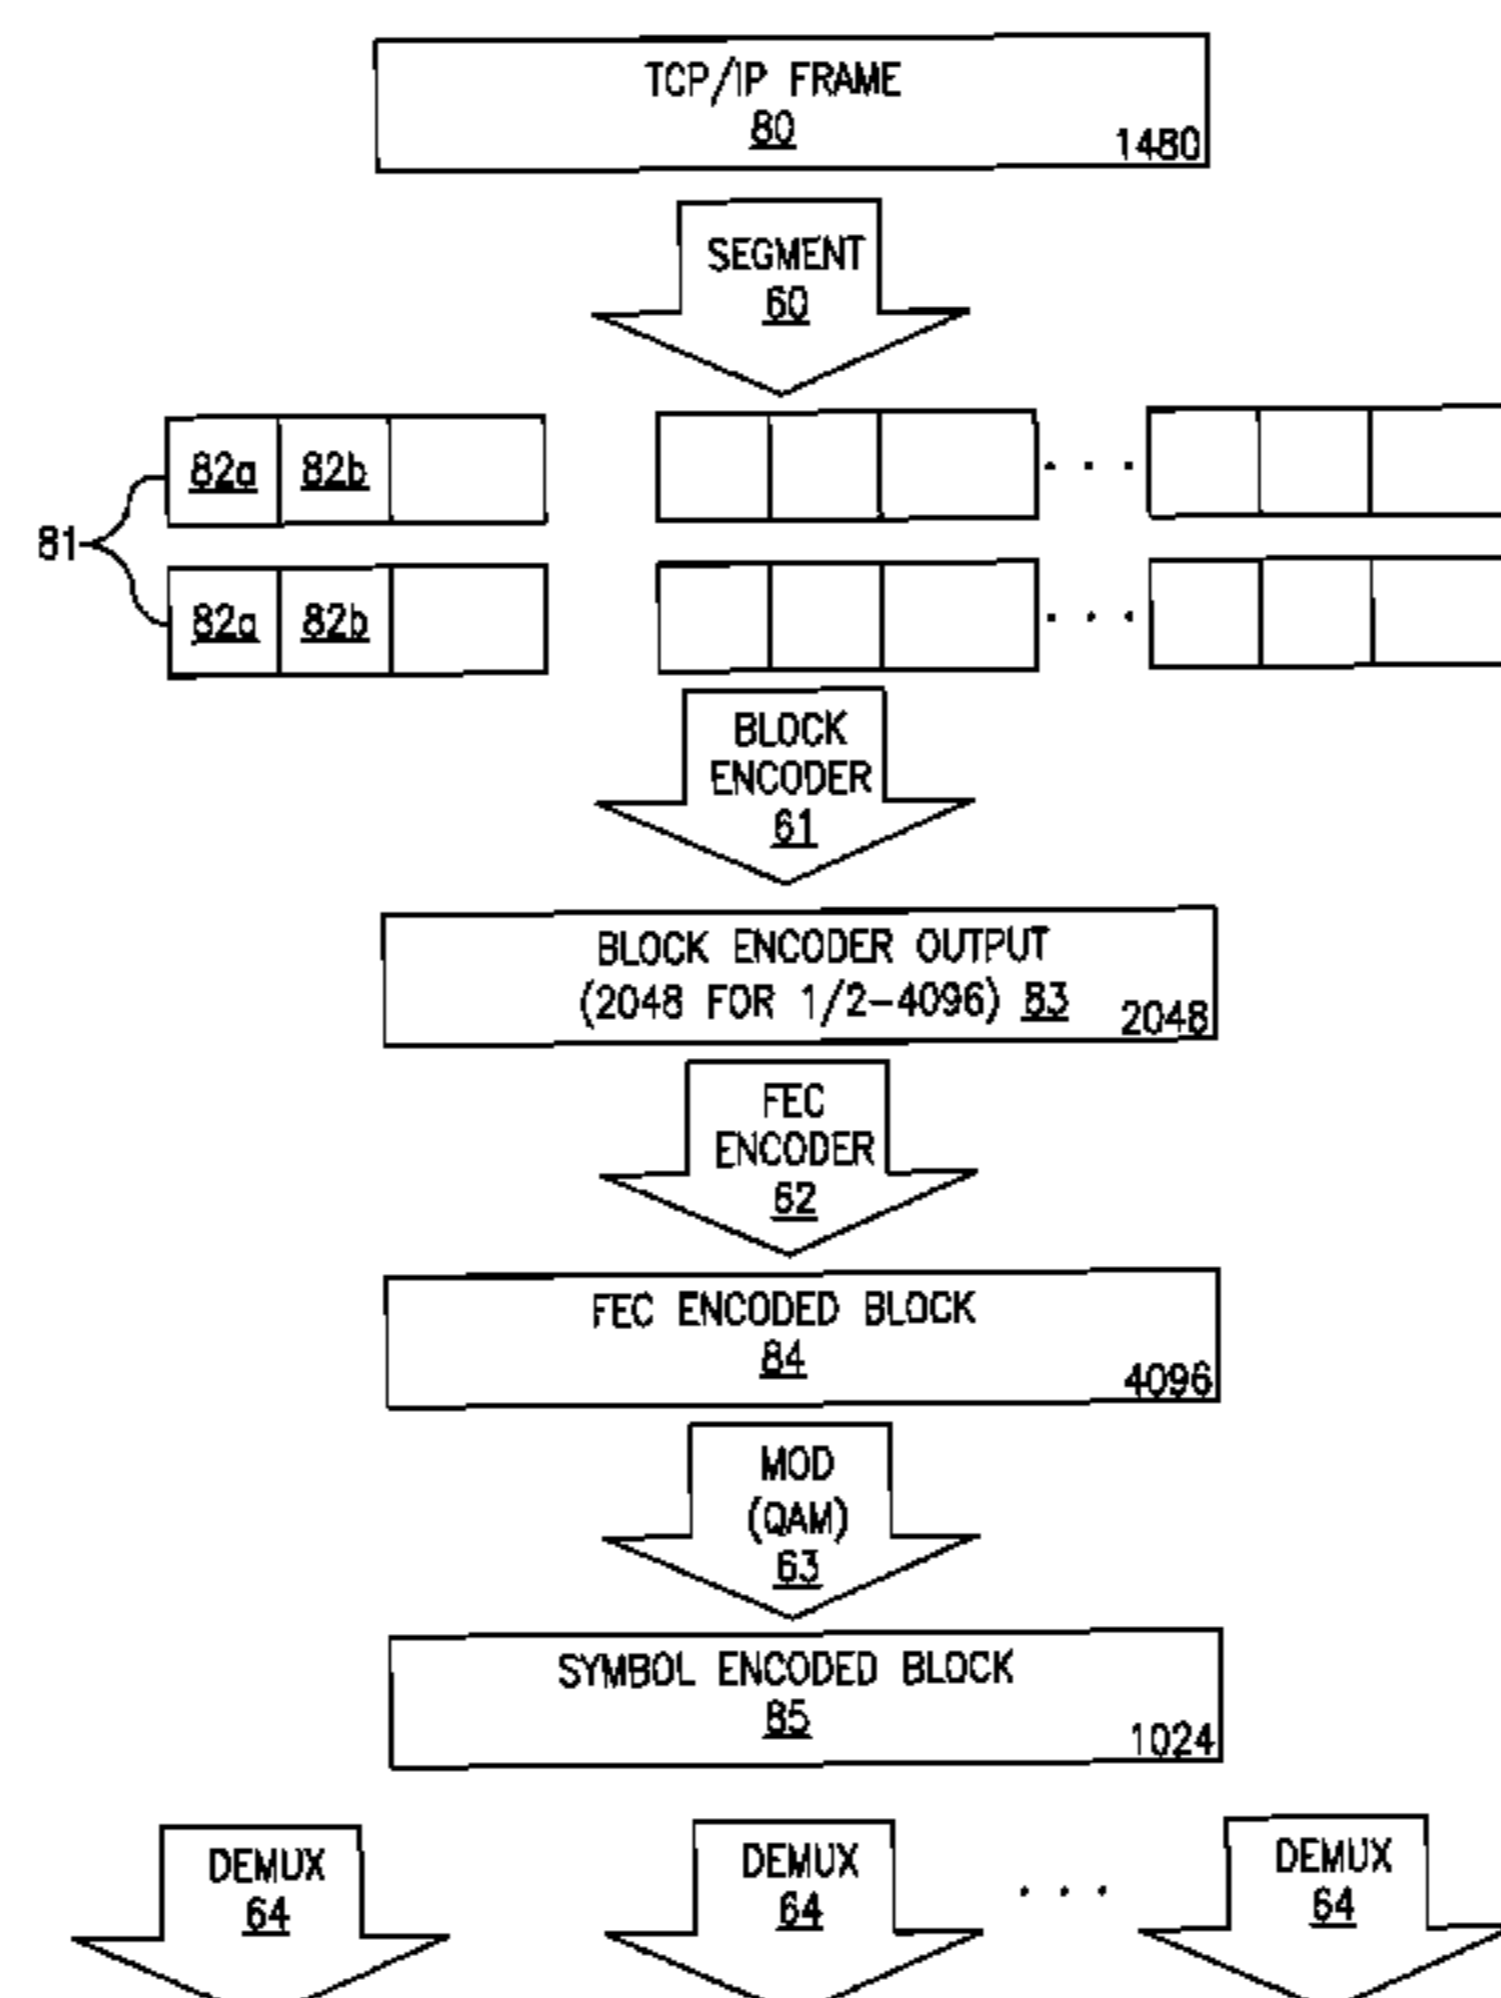 TCP/IP FRAME
80
1480
SEGMENT
60
82a 82b
81
82a 82b
BLOCK
ENCODER
61
BLOCK ENCODER OUTPUT
(2048 FOR 1/2-4096) 83
2048
FEC
ENCODER
62
FEC ENCODED BLOCK
84
4096
MOD
(QAM)
63
SYMBOL ENCODED BLOCK
85
1024
DEMUX
64
DEMUX
64
. . .
DEMUX
64